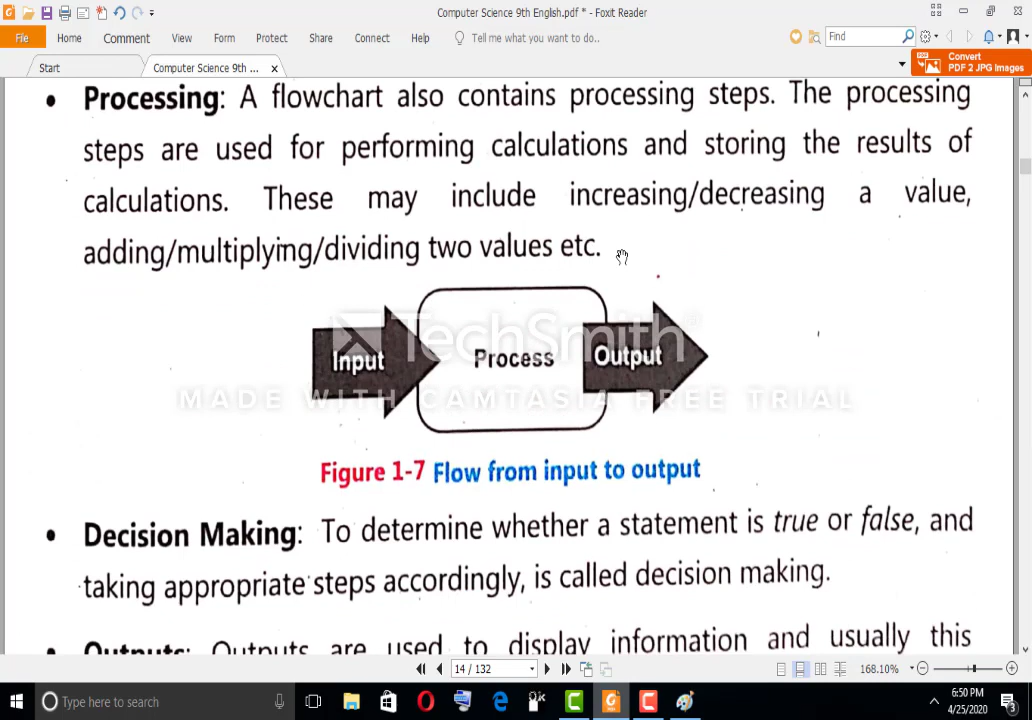 Computer Science 9th English.pdf * - Foxit Reader
File Home Comment View Form Protect Share Connect Help Tell me what you want to do.. Find
Start Computer Science 9th ... Convert
PDF 2 JPG Images
• Processing: A flowchart also contains processing steps. The processing
steps are used for performing calculations and storing the results of
calculations. These may include increasing/decreasing a value,
adding/multiplying/dividing two values etc.
TechSmith
Input Process Output
MADE WITH CAMTASIA FREE TRIAL
Figure 1-7 Flow from input to output
• Decision Making: To determine whether a statement is true or false, and
taking appropriate steps accordingly, is called decision making.
• Outputs: Outputs are used to display information and usually this
14 / 132 168.10%
Type here to search
6:50 PM
4/25/2020
3